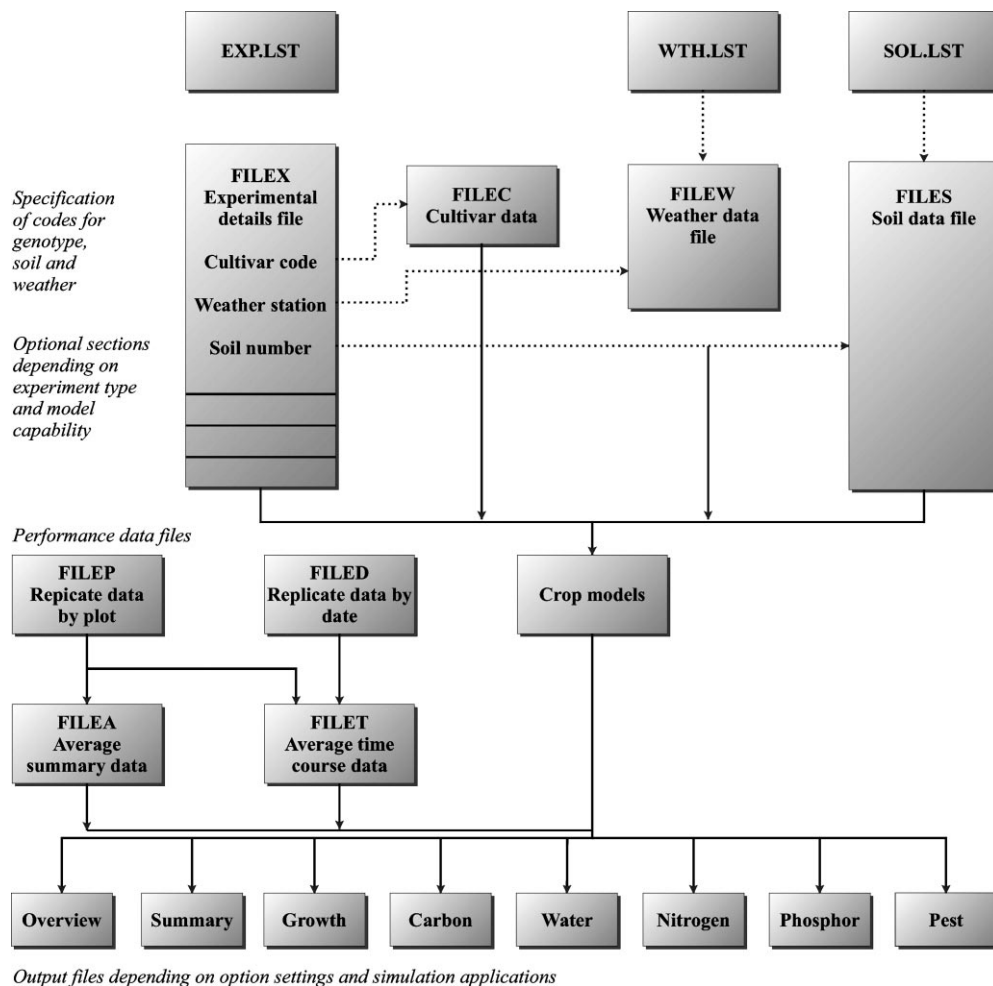 EXP.LST
WTH.LST
SOL.LST
FILEX
Experimental
details file
Cultivar code
Weather station
Soil number
FILEC
Cultivar data
FILEW
Weather data
file
FILES
Soil data file
Specification
of codes for
genotype,
soil and
weather
Optional sections
depending on
experiment type
and model
capability
Performance data files
FILEP
Repicate data
by plot
FILED
Replicate data by
date
Crop models
FILEA
Average
summary data
FILET
Average time
course data
Overview
Summary
Growth
Carbon
Water
Nitrogen
Phosphor
Pest
Output files depending on option settings and simulation applications